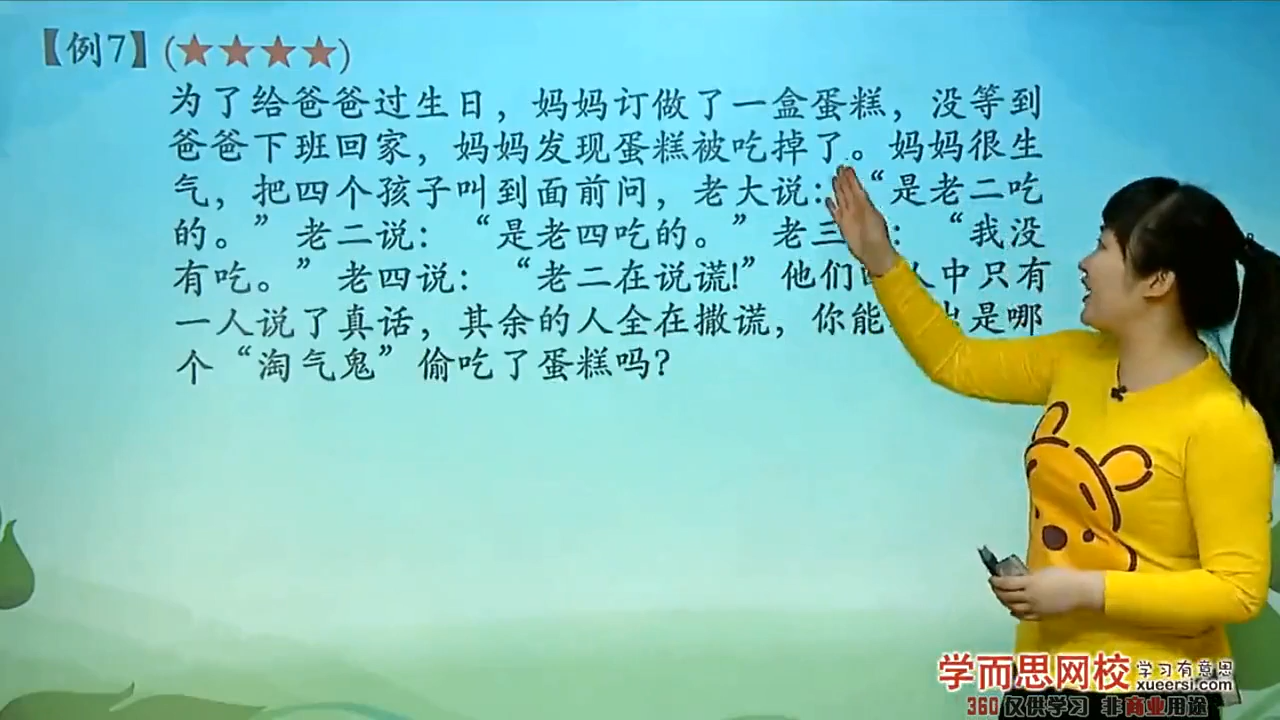 【例7】(★★★★)
为了给爸爸过生日，妈妈订做了一盒蛋糕，没等到
爸爸下班回家，妈妈发现蛋糕被吃掉了。妈妈很生
气，把四个孩子叫到面前问，老大说：“是老二吃
的。”老二说：“是老四吃的。”老三：“我没
有吃。”老四说：“老二在说谎!”他们人中只有
一人说了真话，其余的人全在撒谎，你能是哪
个“淘气鬼”偷吃了蛋糕吗？
学而思网校 学习有意思
xueersi.com
360仅供学习 非商业用途